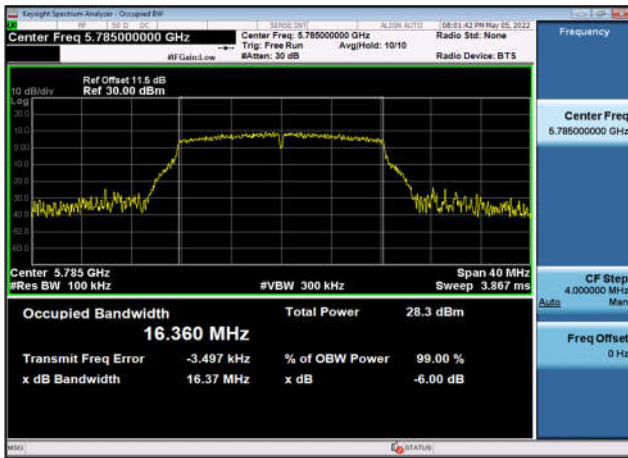 Keysight Spectrum Analyzer - Occupied BW
RF 50 Ω DC SENSE:INT ALIGN AUTO 08:01:42 PM May 05, 2022
Center Freq 5.785000000 GHz
Center Freq: 5.785000000 GHz
Radio Std: None
Trig: Free Run Avg|Hold: 10/10
#IFGain:Low
#Atten: 30 dB
Radio Device: BTS
Ref Offset 11.5 dB
10 dB/div Ref 30.00 dBm
Log
20.0
10.0
0.00
-10.0
-20.0
-30.0
-40.0
-50.0
-60.0
Center 5.785 GHz Span 40 MHz
#Res BW 100 kHz #VBW 300 kHz Sweep 3.867 ms
Occupied Bandwidth Total Power 28.3 dBm
16.360 MHz
Transmit Freq Error -3.497 kHz % of OBW Power 99.00 %
x dB Bandwidth 16.37 MHz x dB -6.00 dB
MSG STATUS
Frequency
Center Freq
5.785000000 GHz
CF Step
4.000000 MHz
Auto Man
Freq Offset
0 Hz